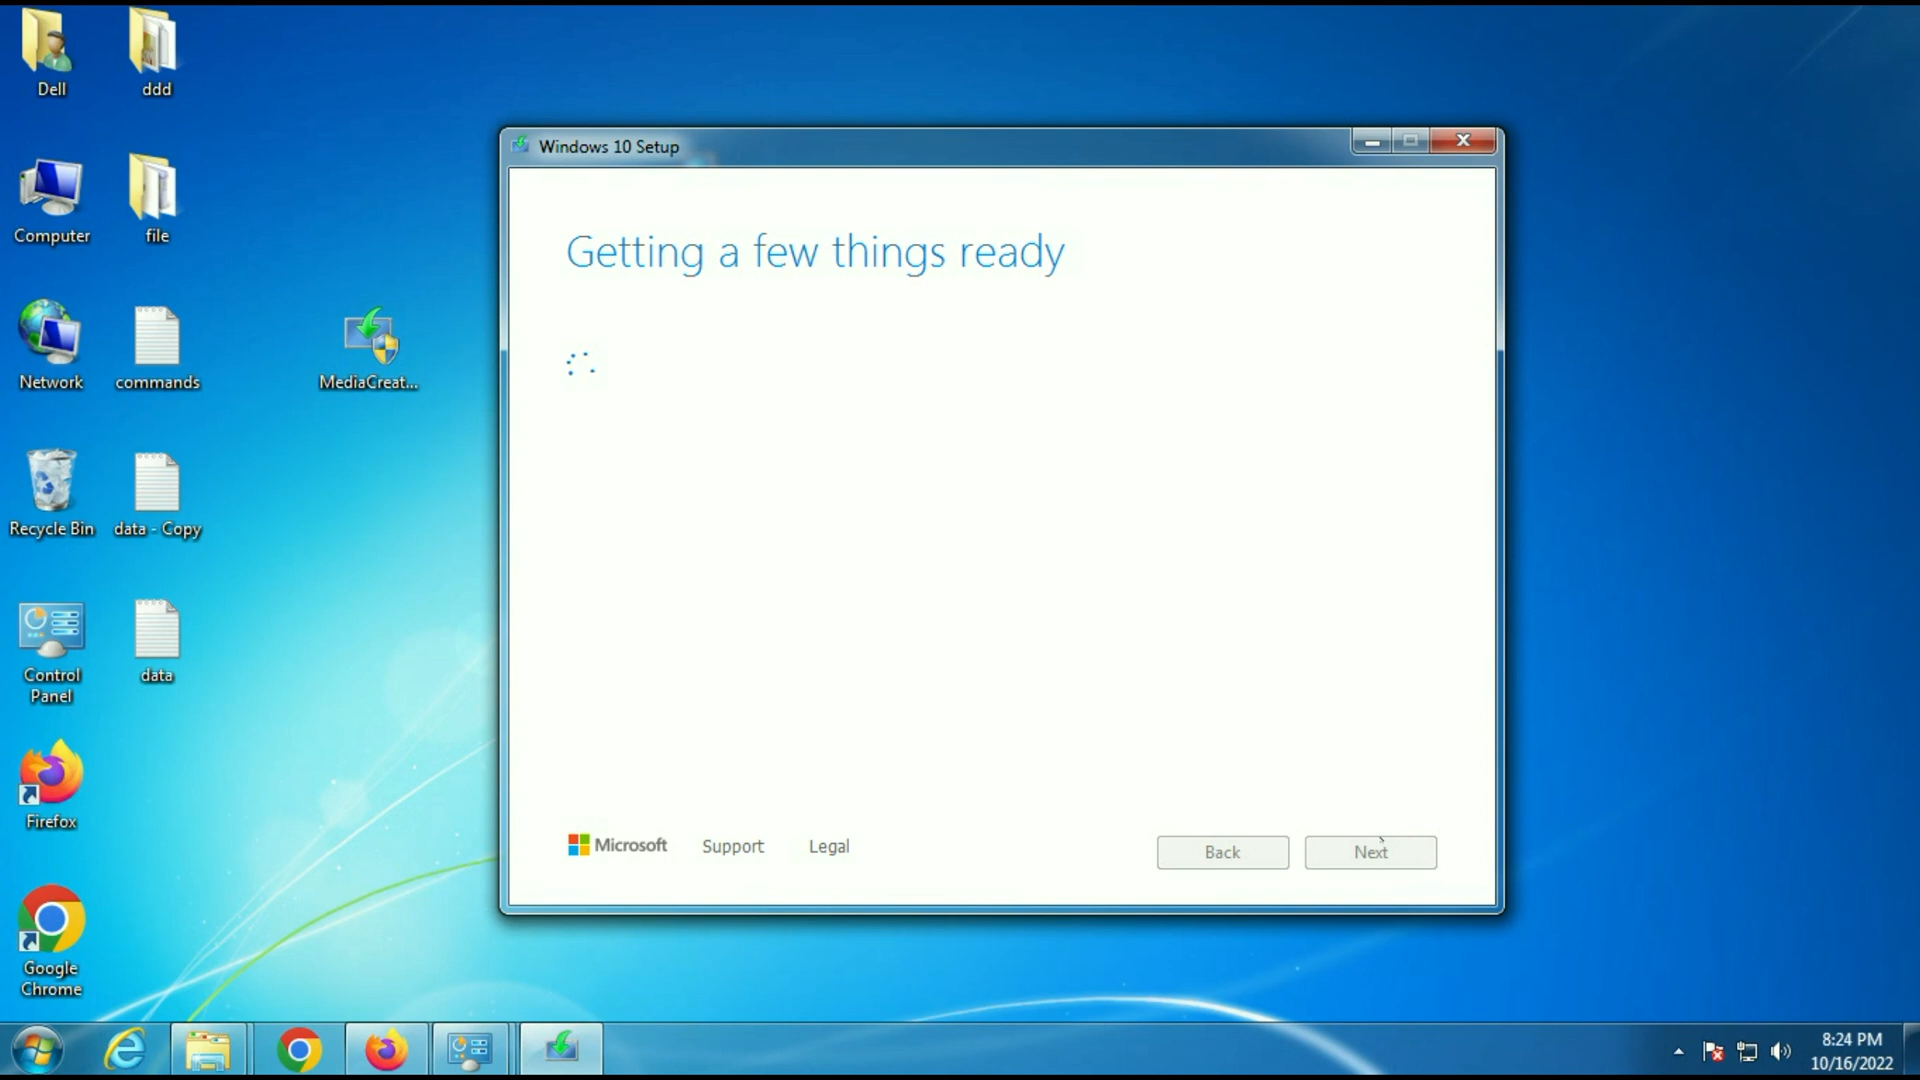 Dell
ddd
Computer
file
Network
commands
MediaCreat...
Recycle Bin
data - Copy
Control
Panel
data
Firefox
Google
Chrome
Windows 10 Setup
Getting a few things ready
Microsoft
Support
Legal
Back
Next
8:24 PM
10/16/2022